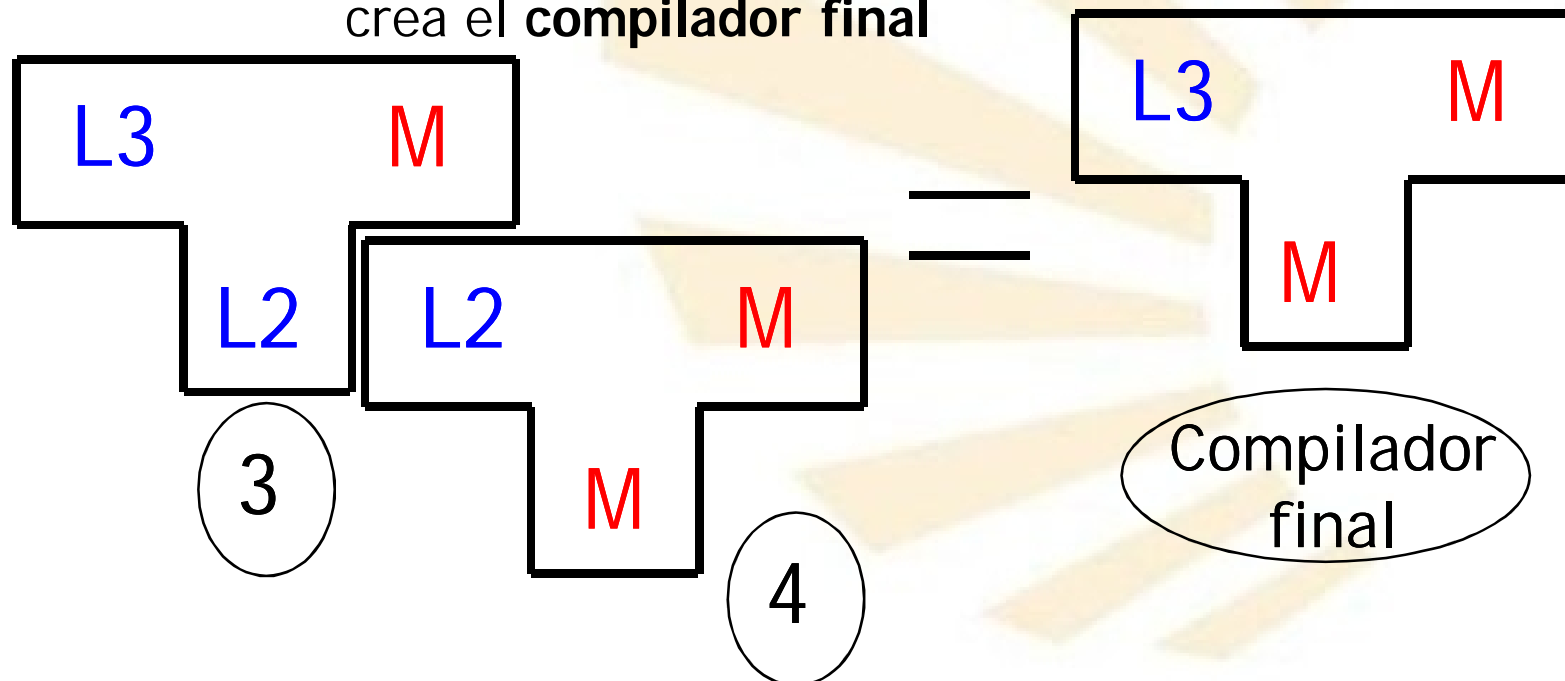 crea el compilador final
L3 M
L2
3
L2 M
M
4
L3 M
M
Compilador
final